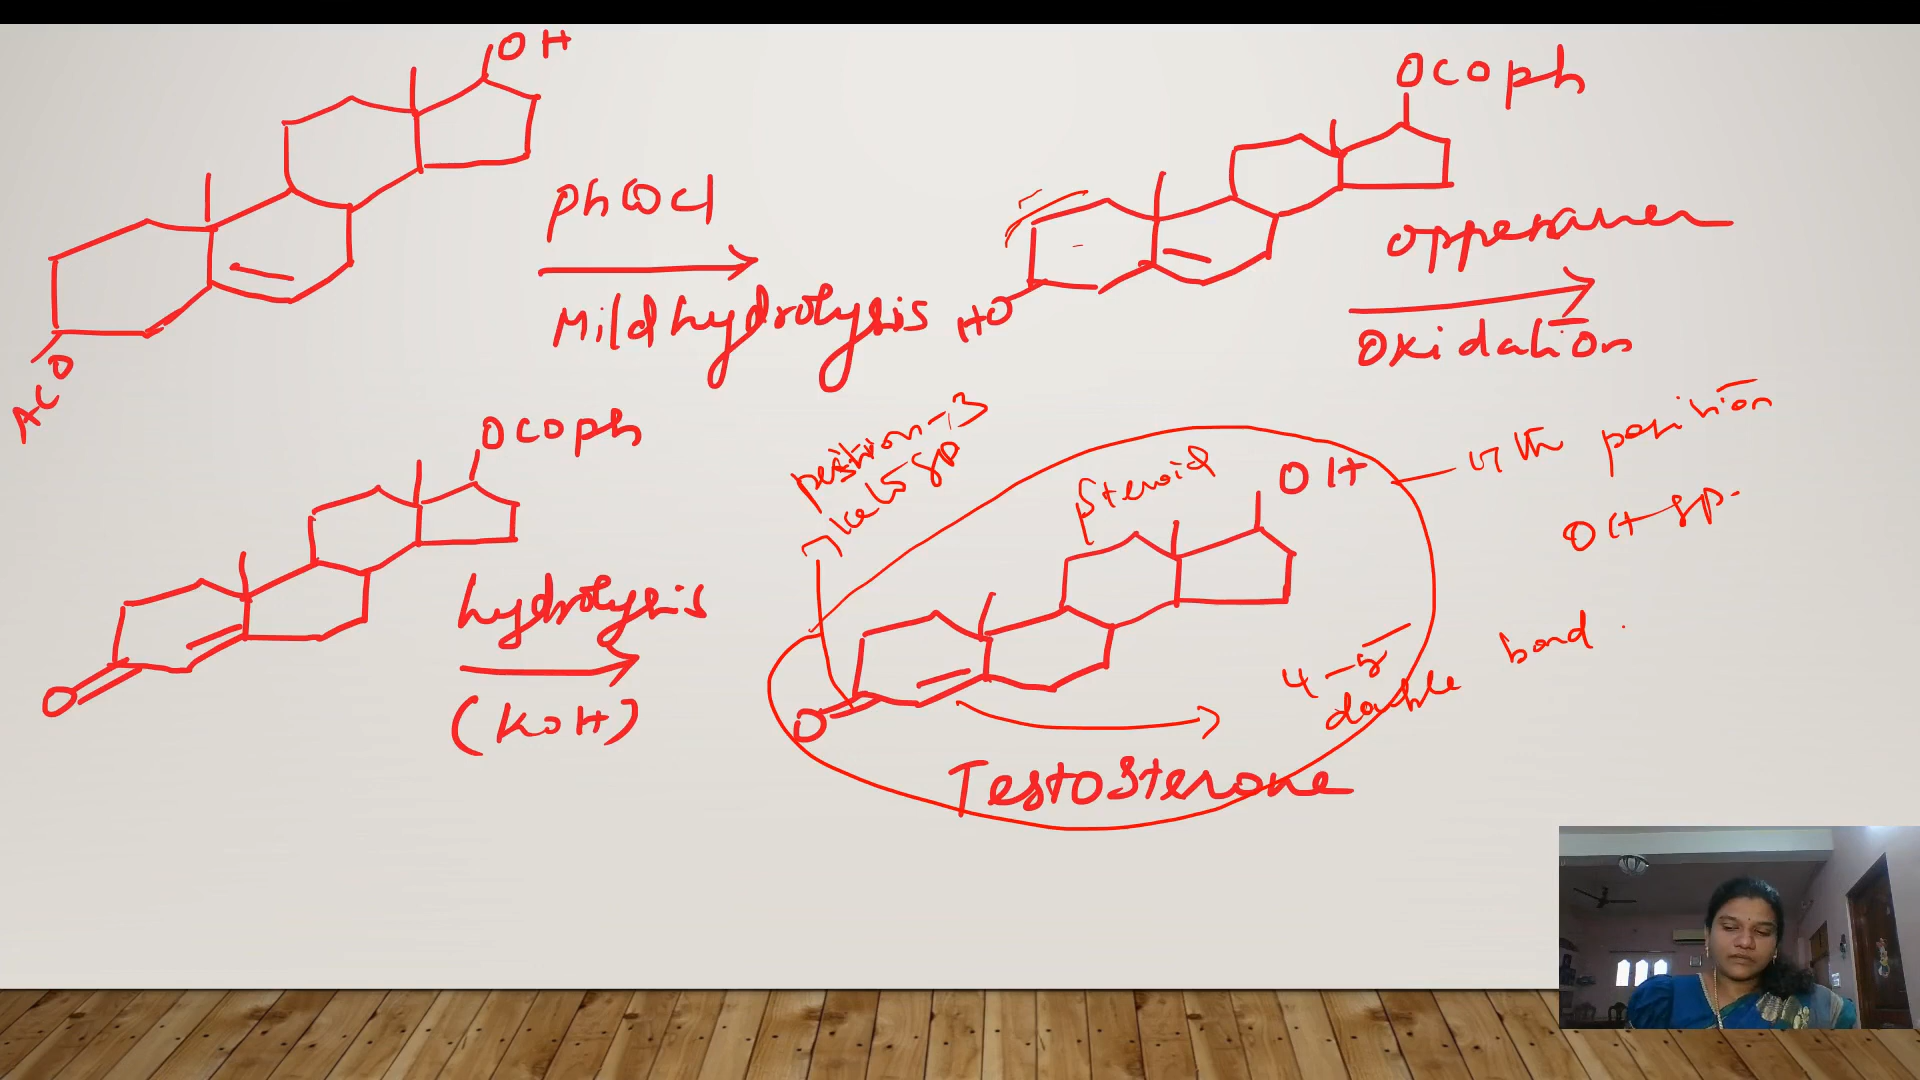 OH
AcO
phCOCl
Mild hydrolysis
OCOph
HO
oppenauer
Oxidation
OCOph
O
hydrolysis
(KOH)
position-3
keto gp
Steroid
OH
O
17th position
OH gp.
4-5
double bond.
Testosterone